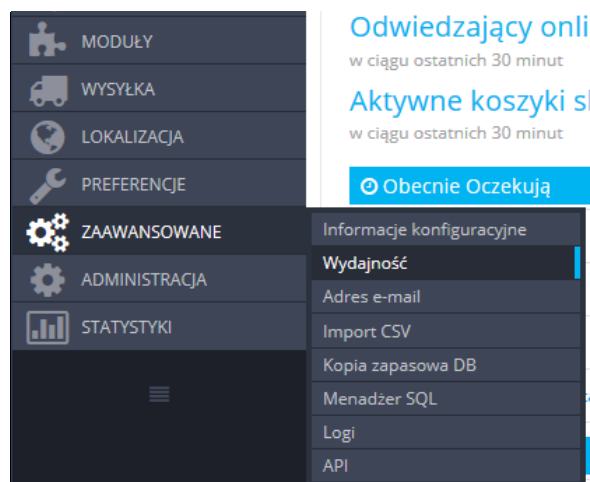 MODUŁY
WYSYŁKA
LOKALIZACJA
PREFERENCJE
ZAAWANSOWANE
ADMINISTRACJA
STATYSTYKI
Odwiedzający onli
w ciągu ostatnich 30 minut
Aktywne koszyki s
w ciągu ostatnich 30 minut
Obecnie Oczekują
Informacje konfiguracyjne
Wydajność
Adres e-mail
Import CSV
Kopia zapasowa DB
Menadżer SQL
Logi
API